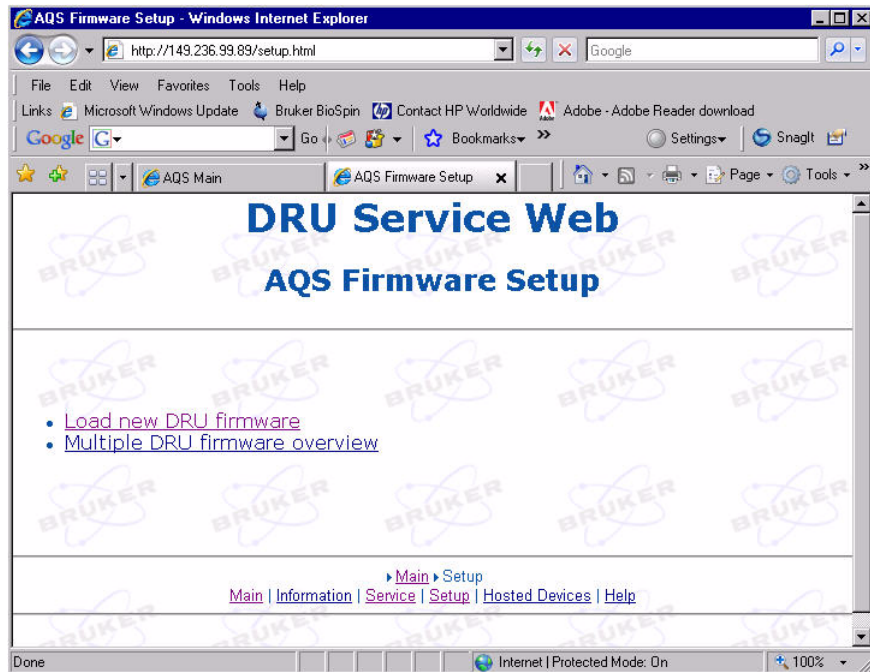 AQS Firmware Setup - Windows Internet Explorer
http://149.236.99.89/setup.html
Google
File Edit View Favorites Tools Help
Links Microsoft Windows Update Bruker BioSpin Contact HP Worldwide Adobe - Adobe Reader download
Google G Go Bookmarks Settings SnagIt
AQS Main AQS Firmware Setup Page Tools
DRU Service Web
AQS Firmware Setup
BRUKER
Load new DRU firmware
Multiple DRU firmware overview
Main Setup
Main | Information | Service | Setup | Hosted Devices | Help
Done Internet | Protected Mode: On 100%